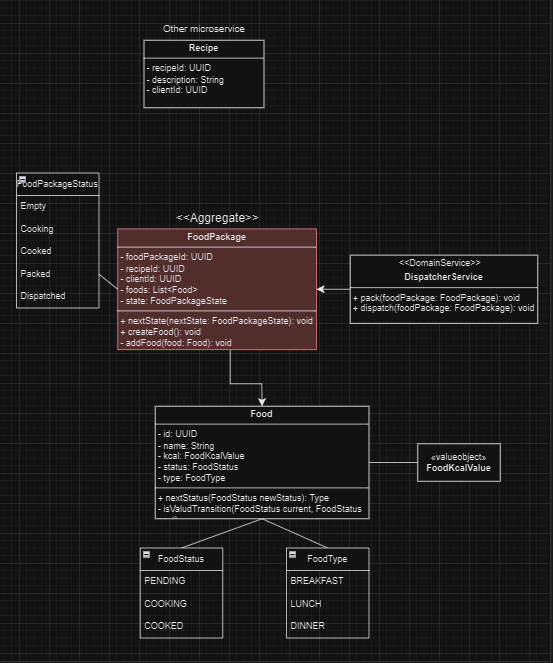 Other microservice
Recipe
- recipeId: UUID
- description: String
- clientId: UUID
FoodPackageStatus
Empty
Cooking
Cooked
Packed
Dispatched
<<Aggregate>>
FoodPackage
- foodPackageId: UUID
- recipeId: UUID
- clientId: UUID
- foods: List<Food>
- state: FoodPackageState
+ nextState(nextState: FoodPackageState): void
+ createFood(): void
- addFood(food: Food): void
<<DomainService>>
DispatcherService
+ pack(foodPackage: FoodPackage): void
+ dispatch(foodPackage: FoodPackage): void
Food
- id: UUID
- name: String
- kcal: FoodKcalValue
- status: FoodStatus
- type: FoodType
+ nextStatus(FoodStatus newStatus): Type
- isValudTransition(FoodStatus current, FoodStatus
«valueobject»
FoodKcalValue
FoodStatus
PENDING
COOKING
COOKED
FoodType
BREAKFAST
LUNCH
DINNER